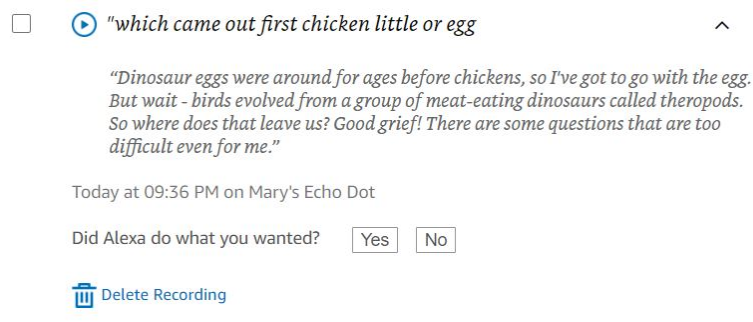 "which came out first chicken little or egg
“Dinosaur eggs were around for ages before chickens, so I've got to go with the egg.
But wait - birds evolved from a group of meat-eating dinosaurs called theropods.
So where does that leave us? Good grief! There are some questions that are too
difficult even for me.”
Today at 09:36 PM on Mary's Echo Dot
Did Alexa do what you wanted? Yes No
Delete Recording